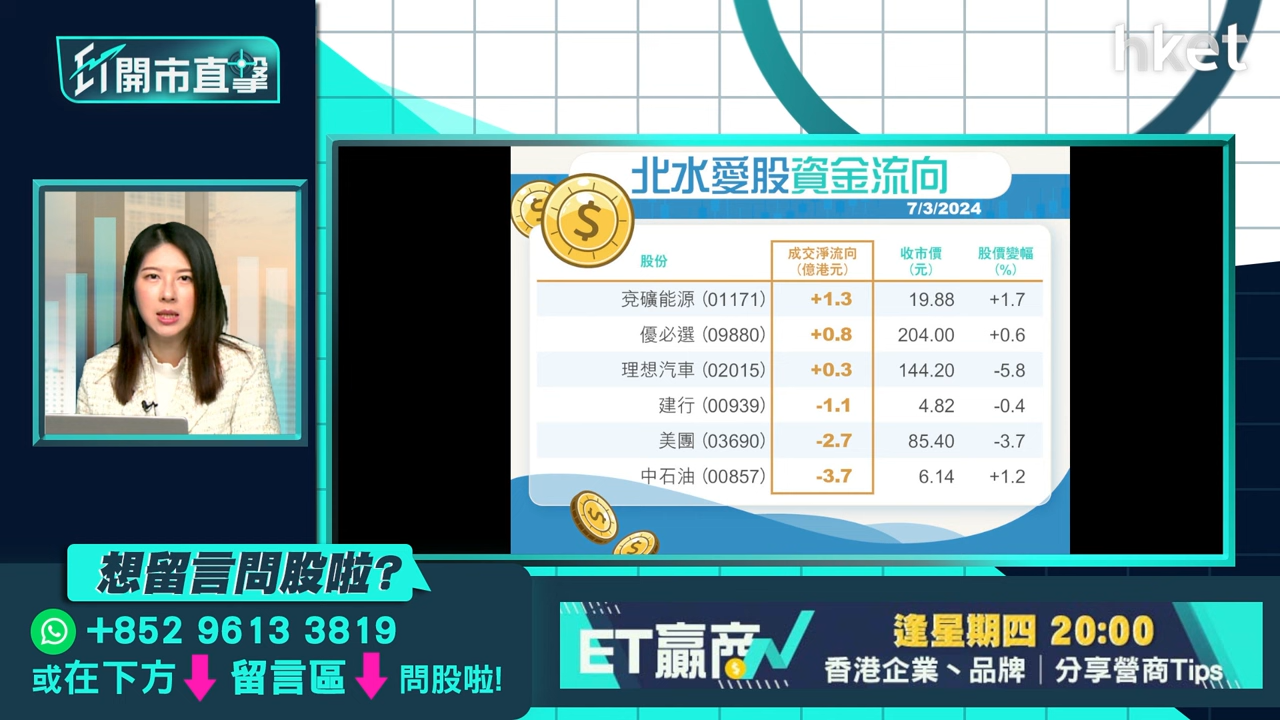 ET開市直擊
hket
北水愛股資金流向
7/3/2024
股份 成交淨流向(億港元) 收市價(元) 股價變幅(%)
兗礦能源 (01171) +1.3 19.88 +1.7
優必選 (09880) +0.8 204.00 +0.6
理想汽車 (02015) +0.3 144.20 -5.8
建行 (00939) -1.1 4.82 -0.4
美團 (03690) -2.7 85.40 -3.7
中石油 (00857) -3.7 6.14 +1.2
想留言問股啦?
+852 9613 3819
或在下方 留言區 問股啦!
ET贏商
逢星期四 20:00
香港企業、品牌|分享營商Tips